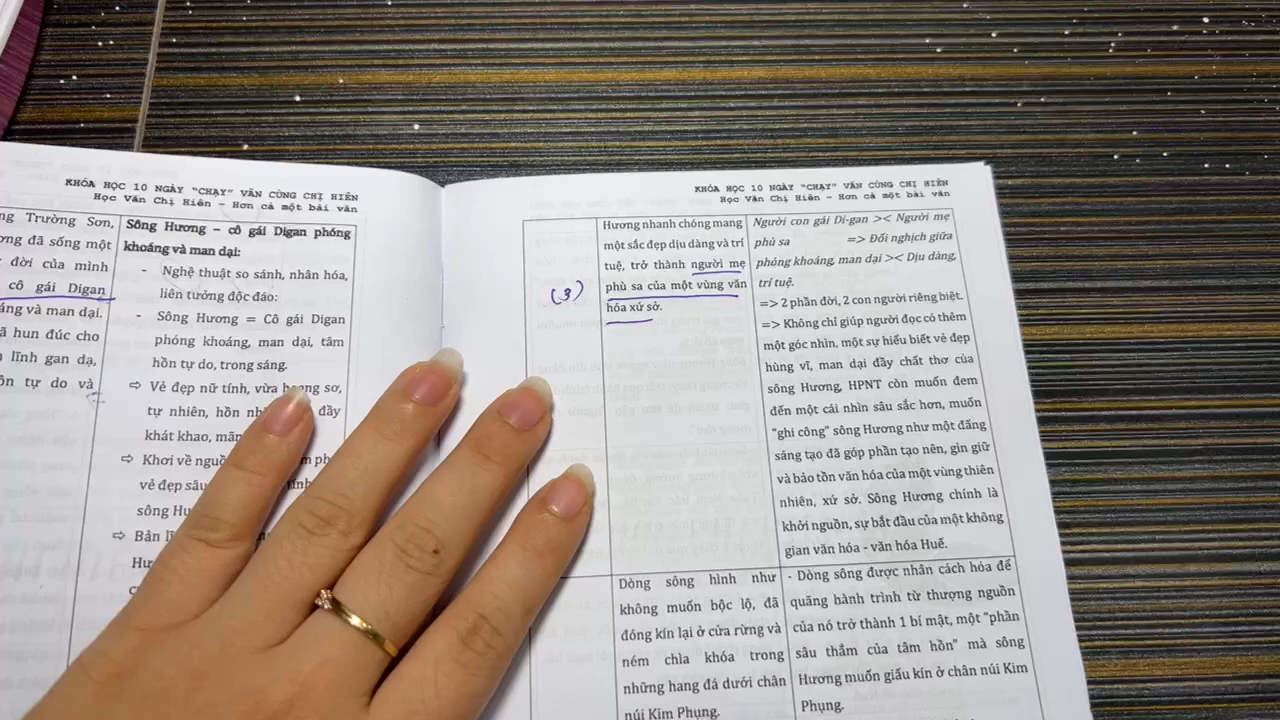 KHÓA HỌC 10 NGÀY "CHẠY" VĂN CÙNG CHỊ HIÊN
Học Văn Chị Hiên - Hơn cả một bài văn
Trường Sơn,
đã sống một
đời của mình
cô gái Digan
và man dại.
hun đúc cho
lĩnh gan dạ,
tự do và
Sông Hương – cô gái Digan phóng
khoáng và man dại:
- Nghệ thuật so sánh, nhân hóa,
liên tưởng độc đáo:
- Sông Hương = Cô gái Digan
phóng khoáng, man dại, tâm
hồn tự do, trong sáng.
⇨ Vẻ đẹp nữ tính, vừa hoang sơ,
tự nhiên, hồn đầy
khát khao,
⇨ Khơi về
vẻ đẹp
sông
⇨ Bản
KHÓA HỌC 10 NGÀY "CHẠY" VĂN CÙNG CHỊ HIÊN
Học Văn Chị Hiên - Hơn cả một bài văn
(3)
Hương nhanh chóng mang
một sắc đẹp dịu dàng và trí
tuệ, trở thành người mẹ
phù sa của một vùng văn
hóa xứ sở.
Người con gái Di-gan >< Người mẹ
phù sa => Đối nghịch giữa
phóng khoáng, man dại >< Dịu dàng,
trí tuệ.
=> 2 phần đời, 2 con người riêng biệt.
=> Không chỉ giúp người đọc có thêm
một góc nhìn, một sự hiểu biết vẻ đẹp
hùng vĩ, man dại đầy chất thơ của
sông Hương, HPNT còn muốn đem
đến một cái nhìn sâu sắc hơn, muốn
"ghi công" sông Hương như một đấng
sáng tạo đã góp phần tạo nên, gìn giữ
và bảo tồn văn hóa của một vùng thiên
nhiên, xứ sở. Sông Hương chính là
khởi nguồn, sự bắt đầu của một không
gian văn hóa - văn hóa Huế.
Dòng sông hình như
không muốn bộc lộ, đã
đóng kín lại ở cửa rừng và
ném chìa khóa trong
những hang đá dưới chân
núi Kim Phụng.
- Dòng sông được nhân cách hóa để
quãng hành trình từ thượng nguồn
của nó trở thành 1 bí mật, một "phần
sâu thẳm của tâm hồn" mà sông
Hương muốn giấu kín ở chân núi Kim
Phụng.